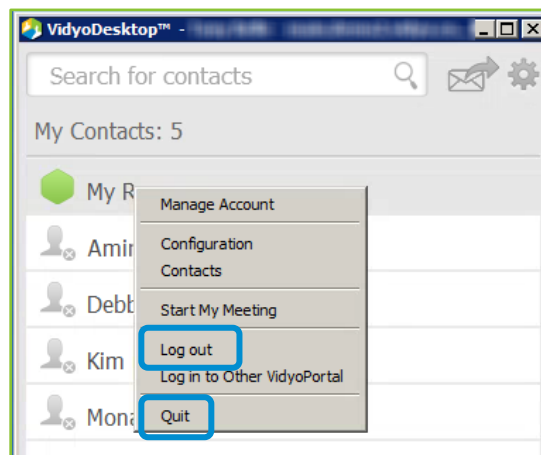 VidyoDesktop™ -
Search for contacts
My Contacts: 5
My R
Manage Account
Amir
Configuration
Contacts
Debb
Start My Meeting
Log out
Kim
Log in to Other VidyoPortal
Mona
Quit